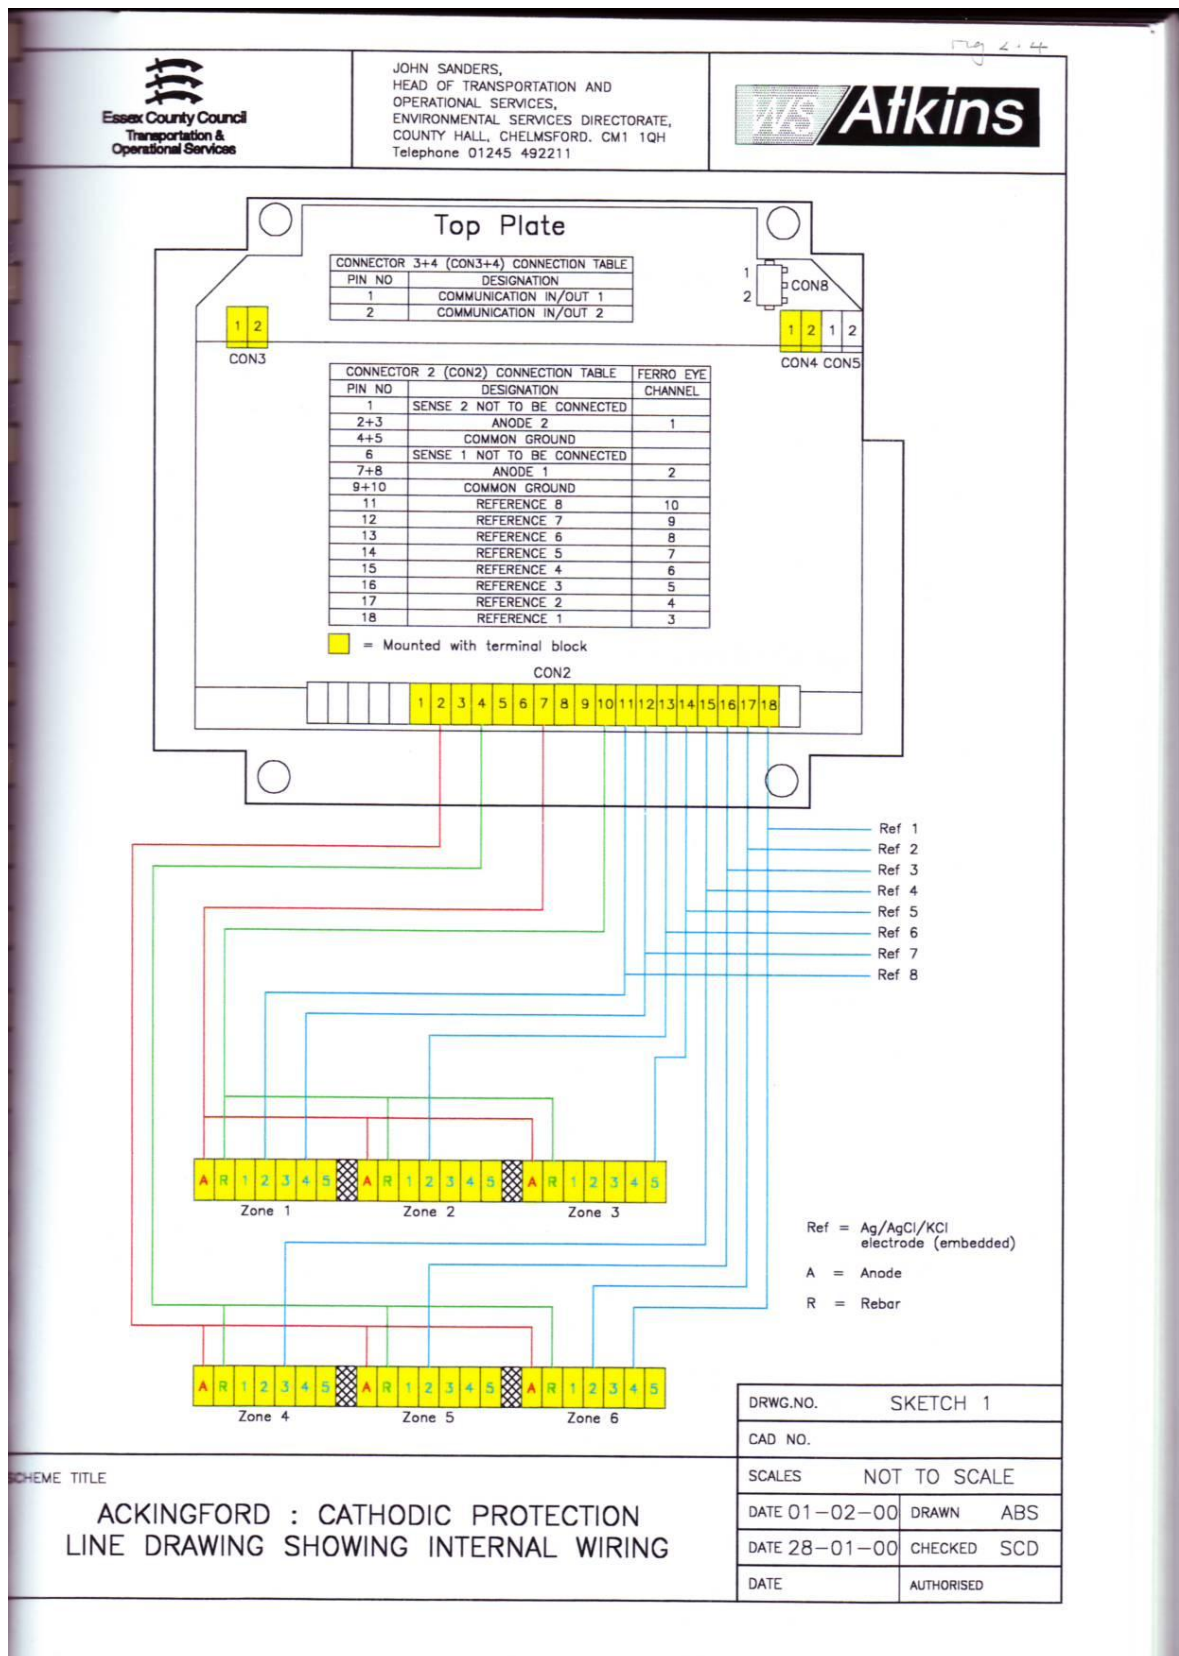 Fig 2.4
Essex County Council
Transportation &
Operational Services
JOHN SANDERS,
HEAD OF TRANSPORTATION AND
OPERATIONAL SERVICES,
ENVIRONMENTAL SERVICES DIRECTORATE,
COUNTY HALL, CHELMSFORD. CM1 1QH
Telephone 01245 492211
WS Atkins
Top Plate
CONNECTOR 3+4 (CON3+4) CONNECTION TABLE
PIN NO DESIGNATION
1 COMMUNICATION IN/OUT 1
2 COMMUNICATION IN/OUT 2
1
2
CON8
1 2
CON3
1 2 1 2
CON4 CON5
CONNECTOR 2 (CON2) CONNECTION TABLE FERRO EYE
PIN NO DESIGNATION CHANNEL
1 SENSE 2 NOT TO BE CONNECTED
2+3 ANODE 2 1
4+5 COMMON GROUND
6 SENSE 1 NOT TO BE CONNECTED
7+8 ANODE 1 2
9+10 COMMON GROUND
11 REFERENCE 8 10
12 REFERENCE 7 9
13 REFERENCE 6 8
14 REFERENCE 5 7
15 REFERENCE 4 6
16 REFERENCE 3 5
17 REFERENCE 2 4
18 REFERENCE 1 3
= Mounted with terminal block
CON2
1 2 3 4 5 6 7 8 9 10 11 12 13 14 15 16 17 18
Ref 1
Ref 2
Ref 3
Ref 4
Ref 5
Ref 6
Ref 7
Ref 8
A R 1 2 3 4 5 A R 1 2 3 4 5 A R 1 2 3 4 5
Zone 1 Zone 2 Zone 3
Ref = Ag/AgCl/KCl
electrode (embedded)
A = Anode
R = Rebar
A R 1 2 3 4 5 A R 1 2 3 4 5 A R 1 2 3 4 5
Zone 4 Zone 5 Zone 6
DRWG.NO. SKETCH 1
CAD NO.
SCALES NOT TO SCALE
DATE 01-02-00 DRAWN ABS
DATE 28-01-00 CHECKED SCD
DATE AUTHORISED
SCHEME TITLE
ACKINGFORD : CATHODIC PROTECTION
LINE DRAWING SHOWING INTERNAL WIRING